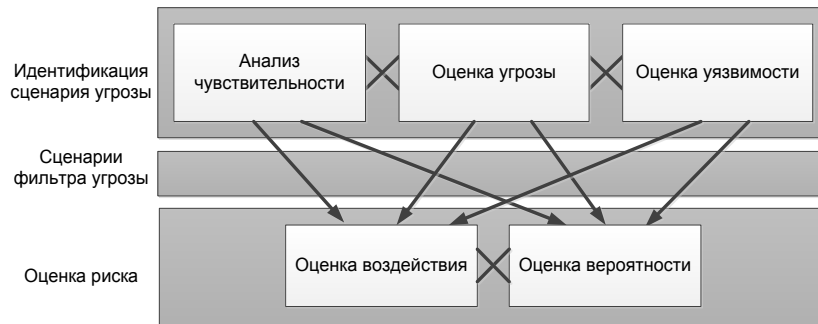 Идентификация
сценария угрозы
Анализ
чувствительности
Оценка угрозы
Оценка уязвимости
Сценарии
фильтра угрозы
Оценка риска
Оценка воздействия
Оценка вероятности